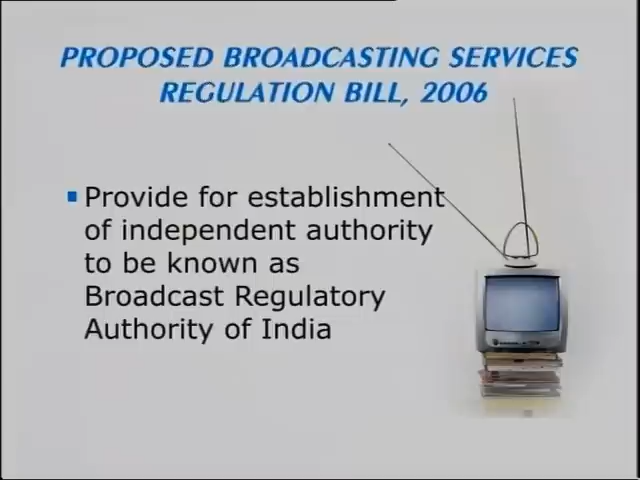 PROPOSED BROADCASTING SERVICES
REGULATION BILL, 2006
Provide for establishment
of independent authority
to be known as
Broadcast Regulatory
Authority of India